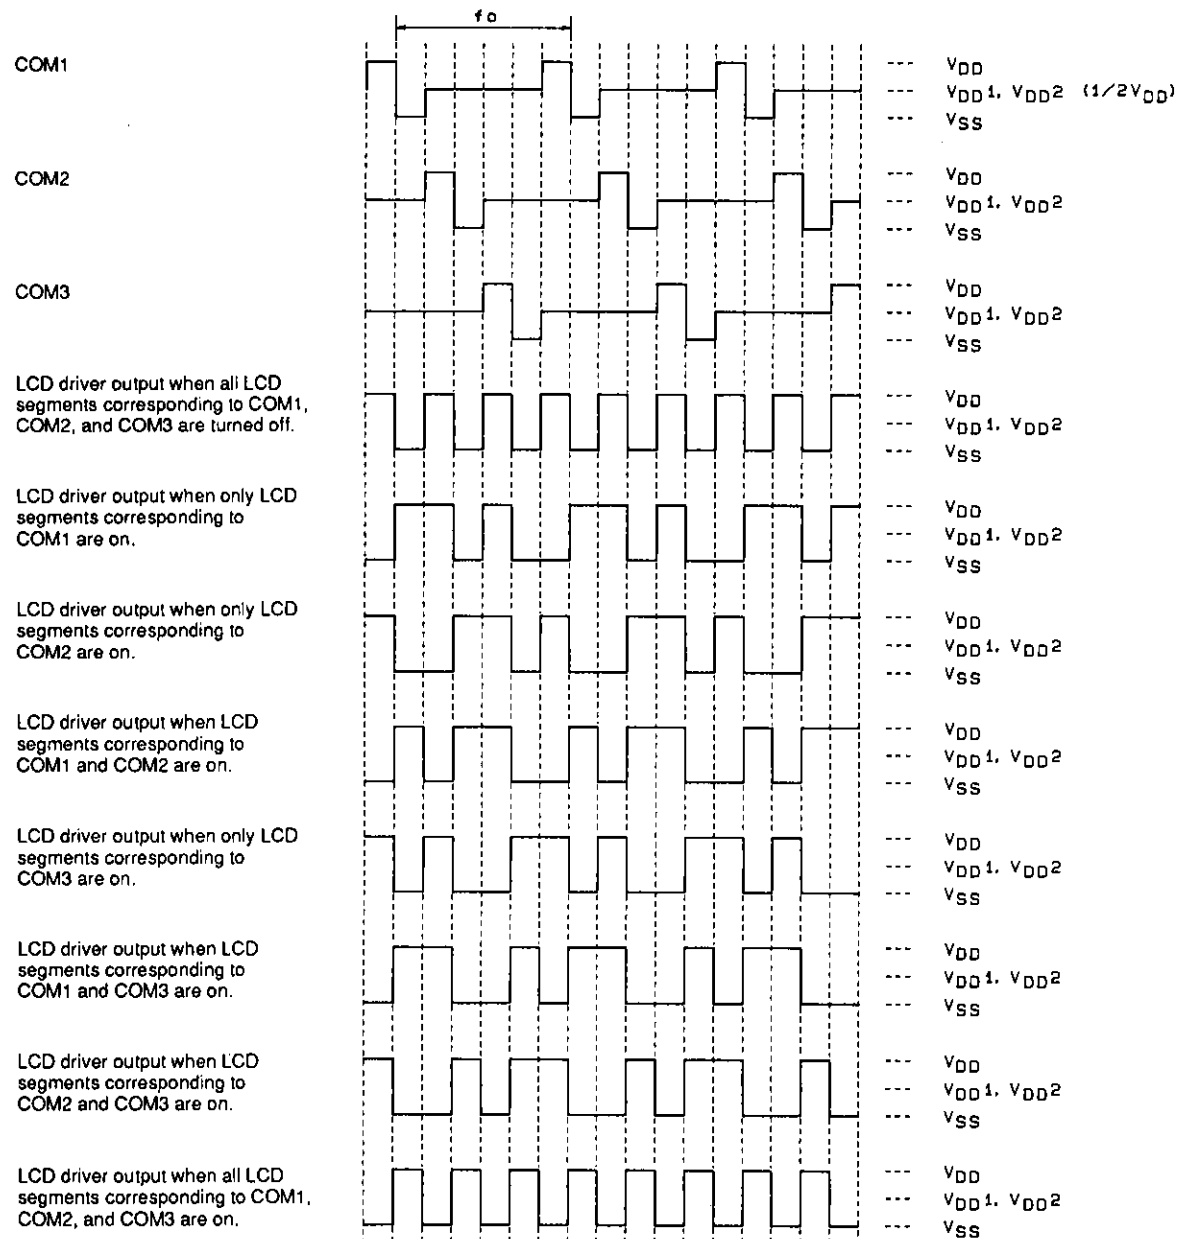 fo
COM1
--- VDD
--- VDD1, VDD2 (1/2VDD)
--- VSS
COM2
--- VDD
--- VDD1, VDD2
--- VSS
COM3
--- VDD
--- VDD1, VDD2
--- VSS
LCD driver output when all LCD
segments corresponding to COM1,
COM2, and COM3 are turned off.
--- VDD
--- VDD1, VDD2
--- VSS
LCD driver output when only LCD
segments corresponding to
COM1 are on.
--- VDD
--- VDD1, VDD2
--- VSS
LCD driver output when only LCD
segments corresponding to
COM2 are on.
--- VDD
--- VDD1, VDD2
--- VSS
LCD driver output when LCD
segments corresponding to
COM1 and COM2 are on.
--- VDD
--- VDD1, VDD2
--- VSS
LCD driver output when only LCD
segments corresponding to
COM3 are on.
--- VDD
--- VDD1, VDD2
--- VSS
LCD driver output when LCD
segments corresponding to
COM1 and COM3 are on.
--- VDD
--- VDD1, VDD2
--- VSS
LCD driver output when LCD
segments corresponding to
COM2 and COM3 are on.
--- VDD
--- VDD1, VDD2
--- VSS
LCD driver output when all LCD
segments corresponding to COM1,
COM2, and COM3 are on.
--- VDD
--- VDD1, VDD2
--- VSS